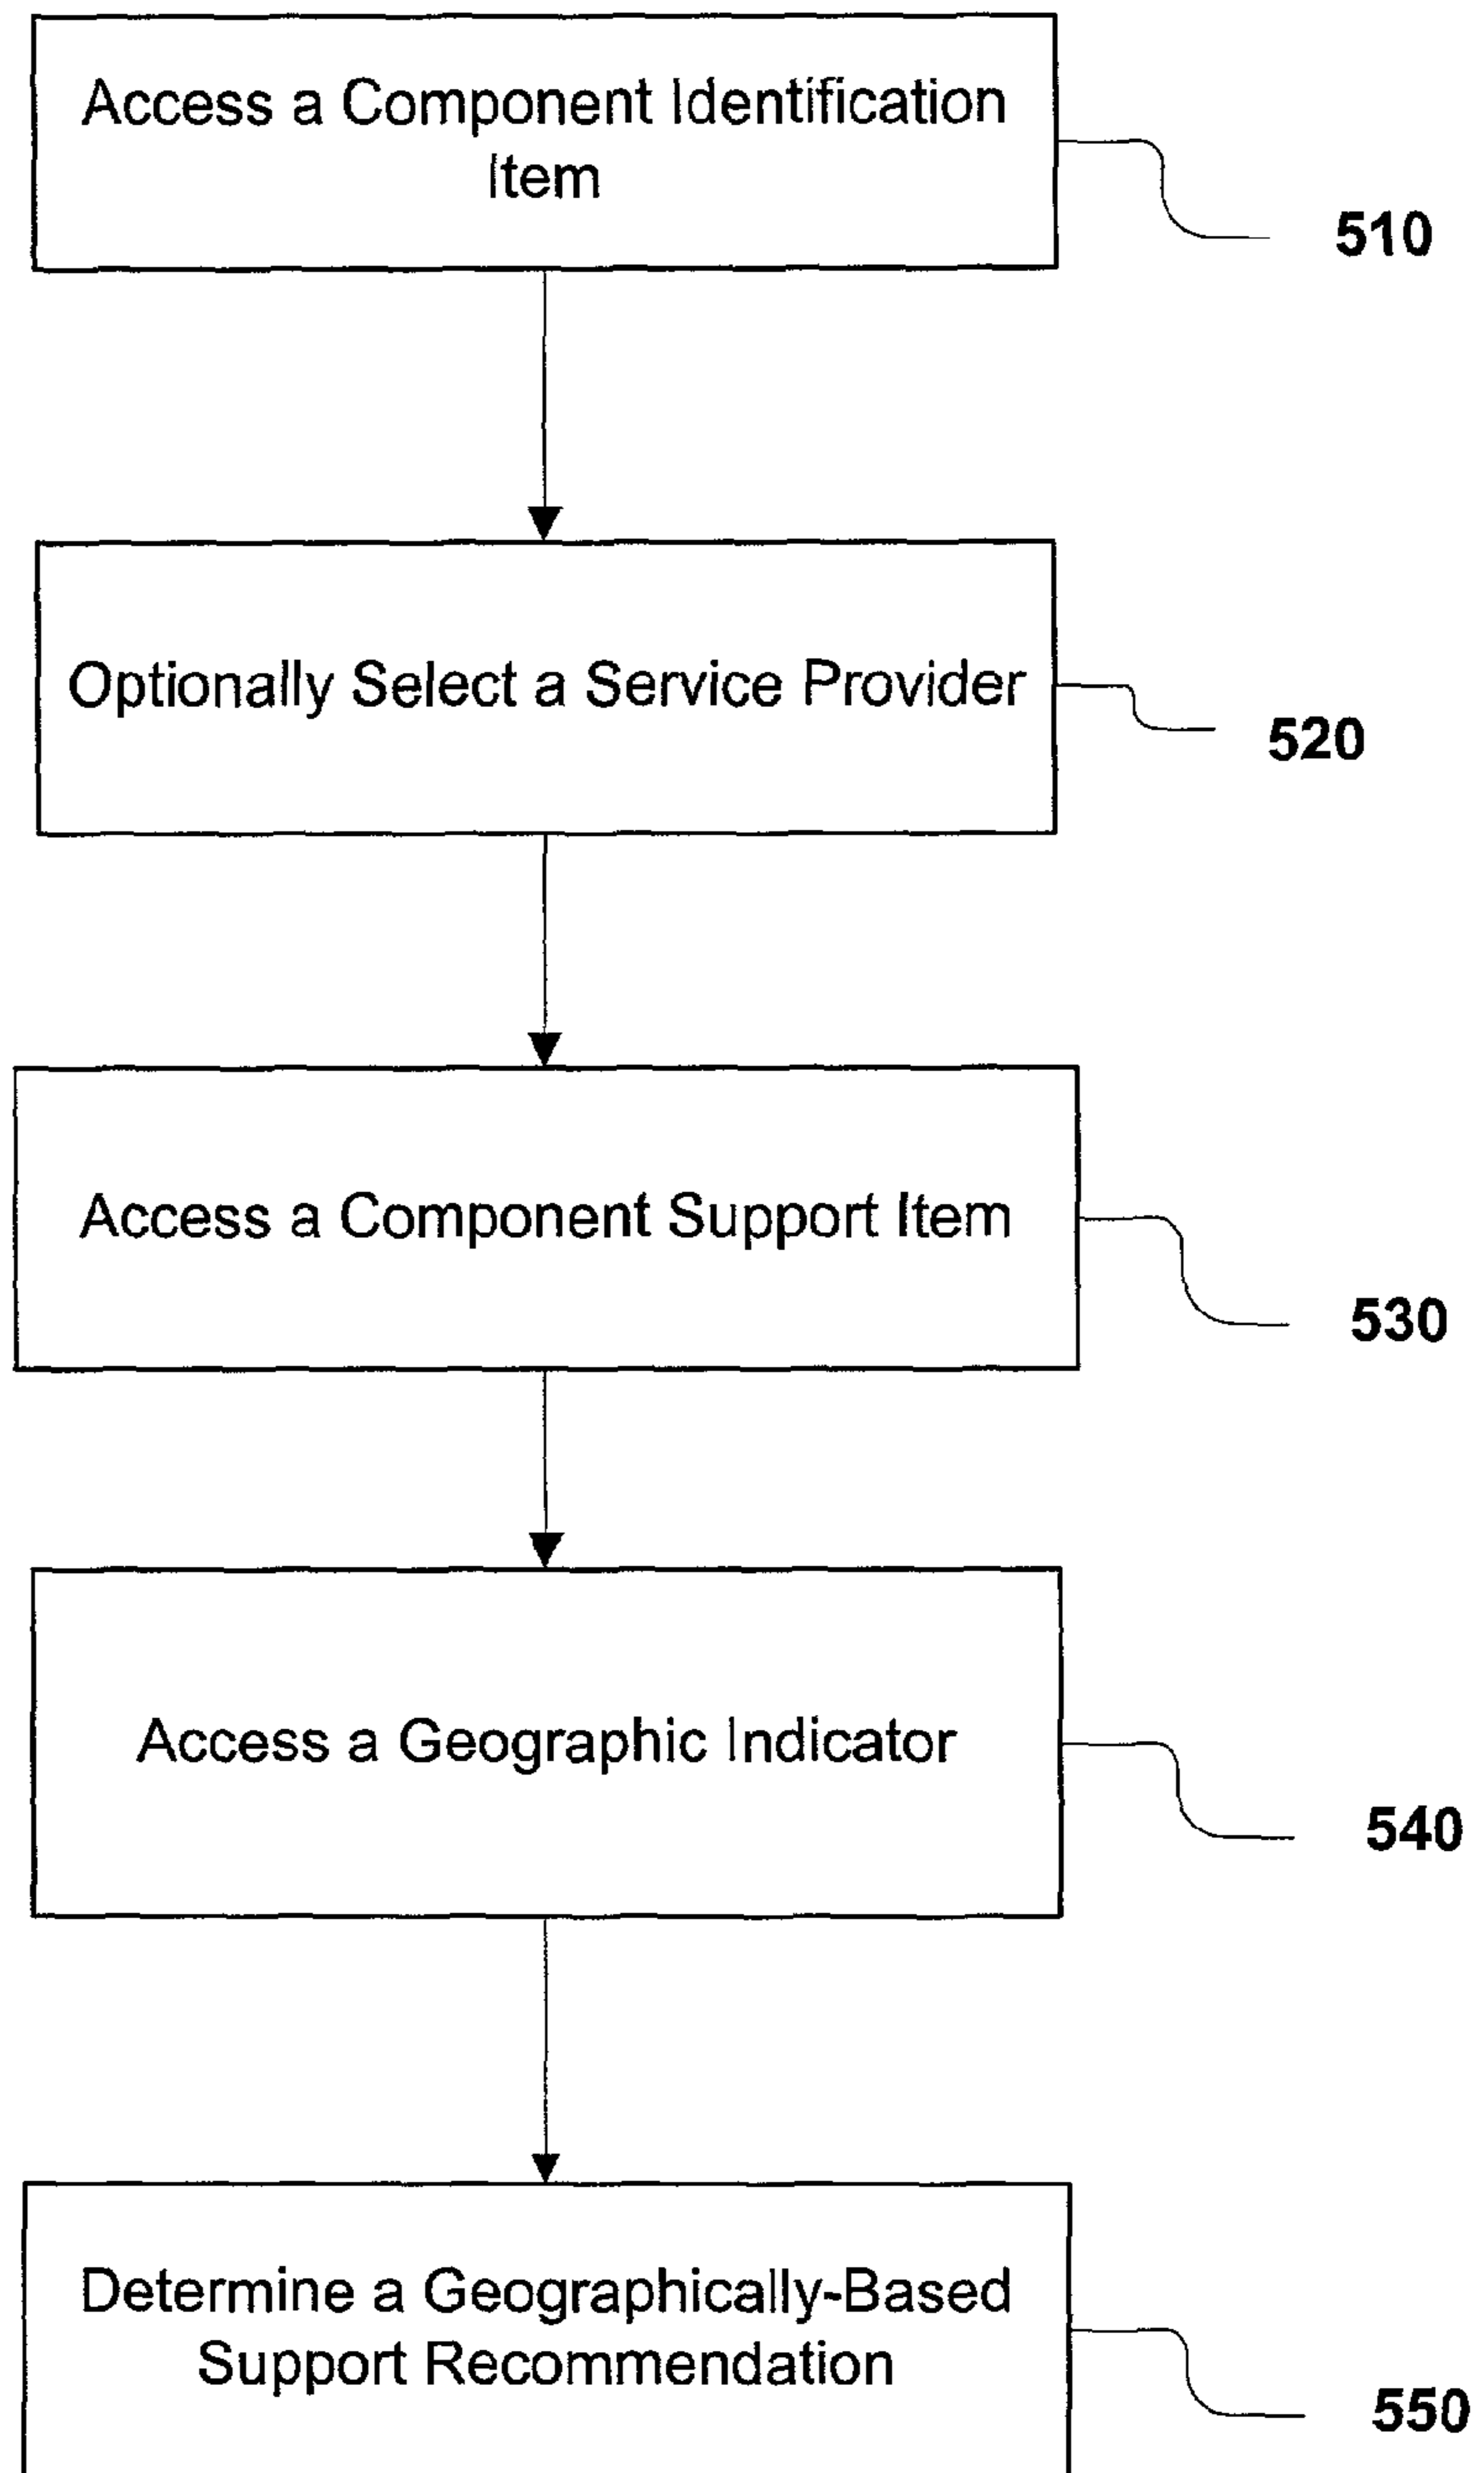 Access a Component Identification
Item
510
Optionally Select a Service Provider
520
Access a Component Support Item
530
Access a Geographic Indicator
540
Determine a Geographically-Based
Support Recommendation
550